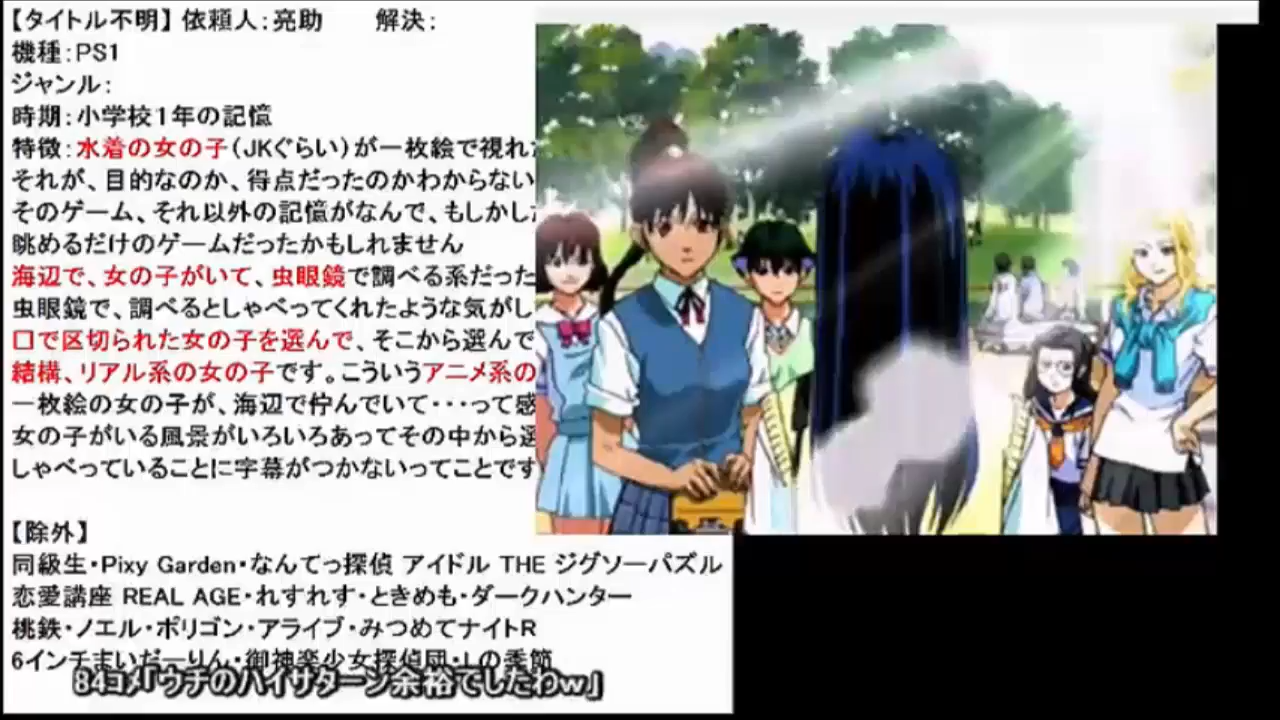 【タイトル不明】 依頼人：亮助　　解決：
機種：PS1
ジャンル：
時期：小学校1年の記憶
特徴：水着の女の子（JKぐらい）が一枚絵で視れた
それが、目的なのか、得点だったのかわからない
そのゲーム、それ以外の記憶がなんで、もしかした
眺めるだけのゲームだったかもしれません
海辺で、女の子がいて、虫眼鏡で調べる系だった
虫眼鏡で、調べるとしゃべってくれたような気がし
口で区切られた女の子を選んで、そこから選んで
結構、リアル系の女の子です。こういうアニメ系の
一枚絵の女の子が、海辺で佇んでいて・・・って感
女の子がいる風景がいろいろあってその中から選
しゃべっていることに字幕がつかないってことです
【除外】
同級生・Pixy Garden・なんてっ探偵 アイドル THE ジグソーパズル
恋愛講座 REAL AGE・れすれす・ときめも・ダークハンター
桃鉄・ノエル・ポリゴン・アライブ・みつめてナイトR
6インチまいだーりん・御神楽少女探偵団・Lの季節
84ｺﾒ「ウチのハイサターン余裕でしたわｗ」